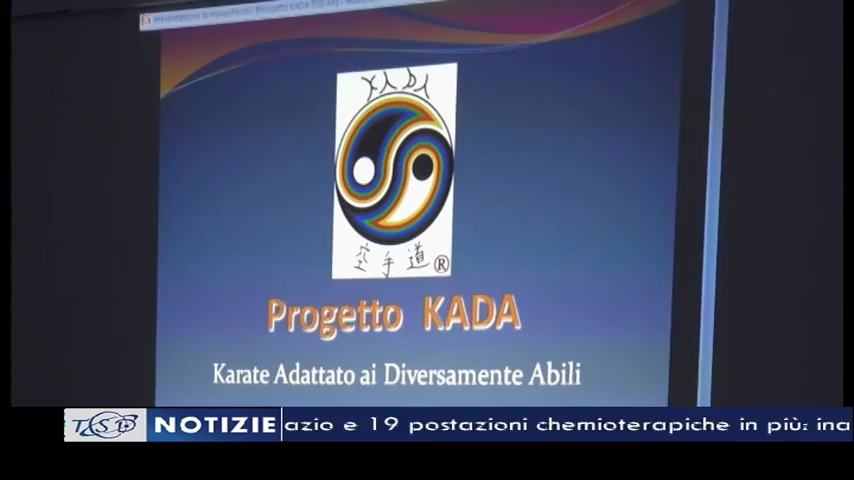 KADA
空手道®
Progetto KADA
Karate Adattato ai Diversamente Abili
TSD NOTIZIE azio e 19 postazioni chemioterapiche in più: ina